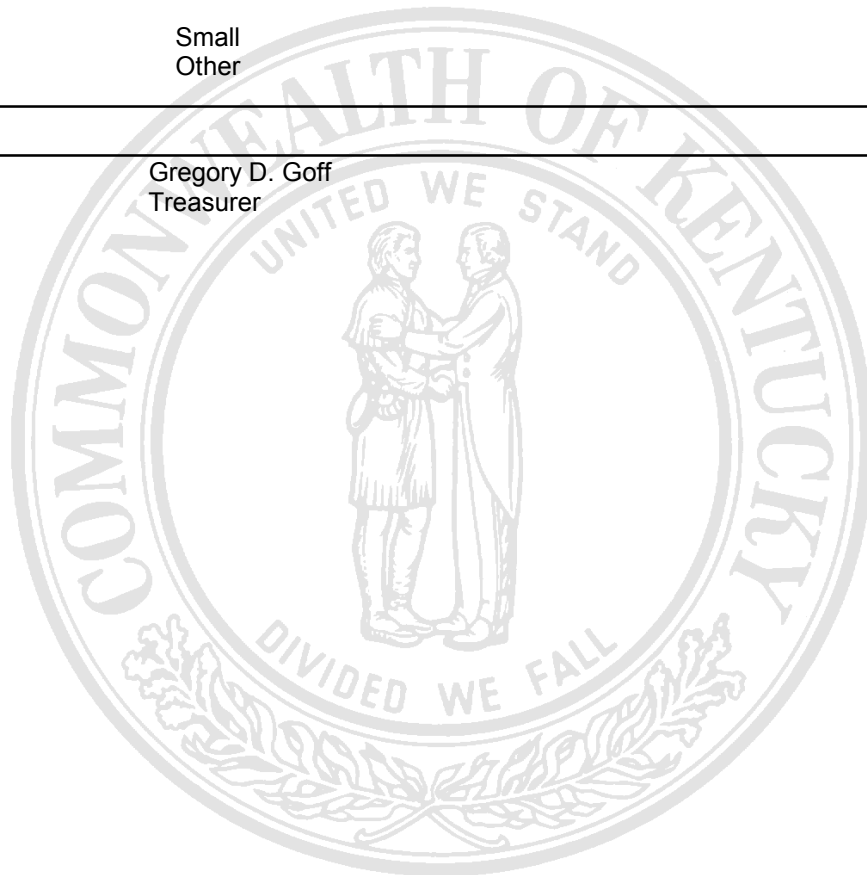 Small
Other
Gregory D. Goff
Treasurer
COMMONWEALTH OF KENTUCKY
UNITED WE STAND
DIVIDED WE FALL